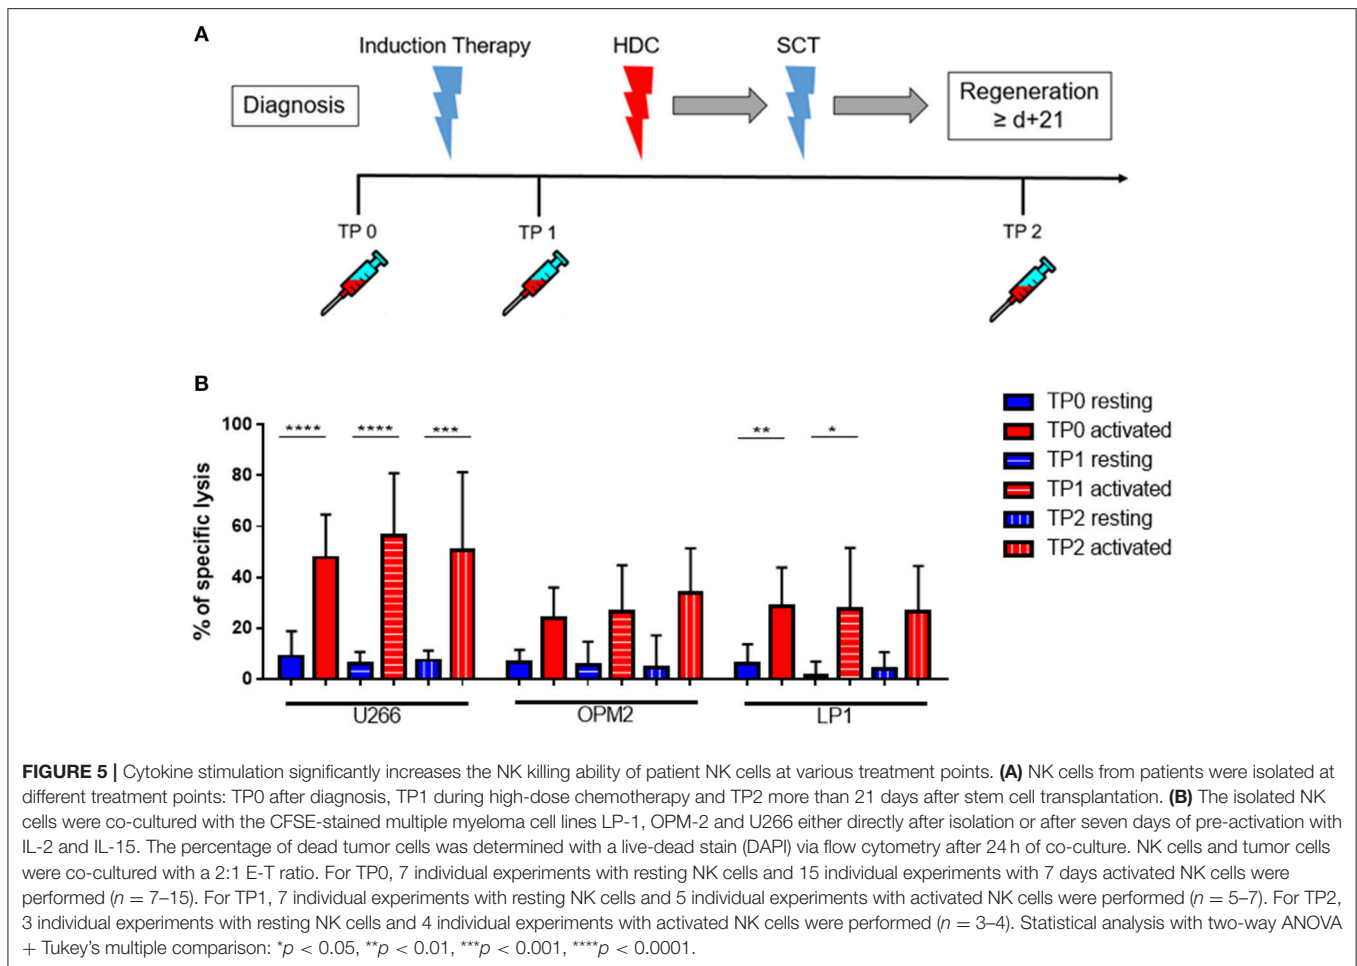 A
Induction Therapy HDC SCT
Diagnosis
Regeneration
≥ d+21
TP 0 TP 1 TP 2
B
% of specific lysis
100
80
60
40
20
0
**** **** *** ** *
U266 OPM2 LP1
TP0 resting
TP0 activated
TP1 resting
TP1 activated
TP2 resting
TP2 activated
FIGURE 5 | Cytokine stimulation significantly increases the NK killing ability of patient NK cells at various treatment points. (A) NK cells from patients were isolated at
different treatment points: TP0 after diagnosis, TP1 during high-dose chemotherapy and TP2 more than 21 days after stem cell transplantation. (B) The isolated NK
cells were co-cultured with the CFSE-stained multiple myeloma cell lines LP-1, OPM-2 and U266 either directly after isolation or after seven days of pre-activation with
IL-2 and IL-15. The percentage of dead tumor cells was determined with a live-dead stain (DAPI) via flow cytometry after 24 h of co-culture. NK cells and tumor cells
were co-cultured with a 2:1 E-T ratio. For TP0, 7 individual experiments with resting NK cells and 15 individual experiments with 7 days activated NK cells were
performed (n = 7–15). For TP1, 7 individual experiments with resting NK cells and 5 individual experiments with activated NK cells were performed (n = 5–7). For TP2,
3 individual experiments with resting NK cells and 4 individual experiments with activated NK cells were performed (n = 3–4). Statistical analysis with two-way ANOVA
+ Tukey's multiple comparison: *p < 0.05, **p < 0.01, ***p < 0.001, ****p < 0.0001.